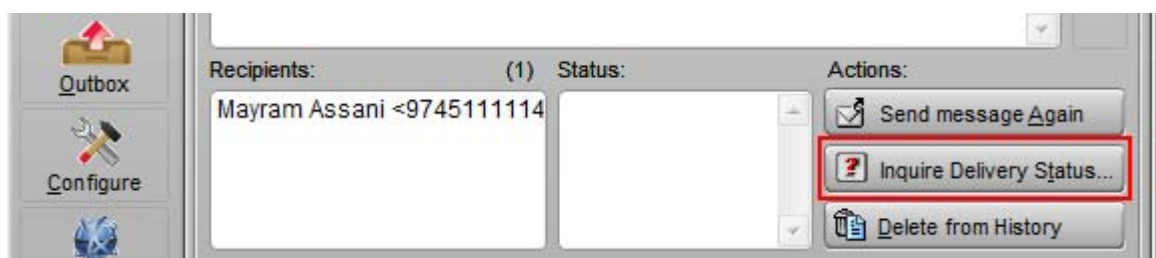 Outbox
Configure
Recipients: (1) Status: Actions:
Mayram Assani <9745111114
Send message Again
Inquire Delivery Status...
Delete from History